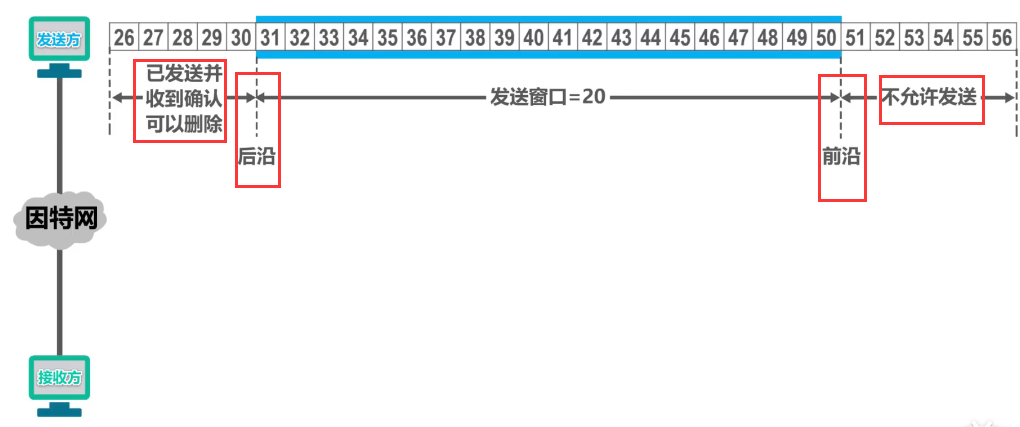 发送方
26 27 28 29 30 31 32 33 34 35 36 37 38 39 40 41 42 43 44 45 46 47 48 49 50 51 52 53 54 55 56
已发送并
收到确认
可以删除
发送窗口=20
不允许发送
后沿
前沿
因特网
接收方